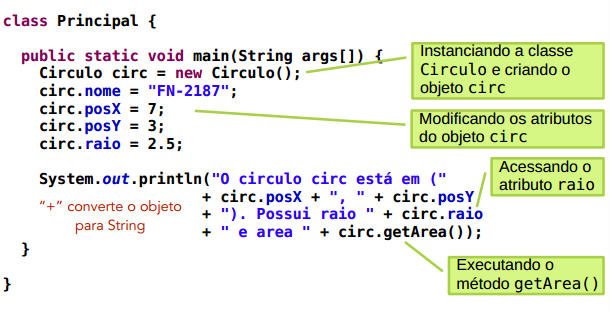 class Principal {
public static void main(String args[]) {
Circulo circ = new Circulo();
circ.nome = "FN-2187";
circ.posX = 7;
circ.posY = 3;
circ.raio = 2.5;
System.out.println("O circulo circ está em ("
+ circ.posX + ", " + circ.posY
+ "). Possui raio " + circ.raio
+ " e area " + circ.getArea());
}
}
Instanciando a classe
Circulo e criando o
objeto circ
Modificando os atributos
do objeto circ
Acessando o
atributo raio
"+" converte o objeto
para String
Executando o
método getArea()